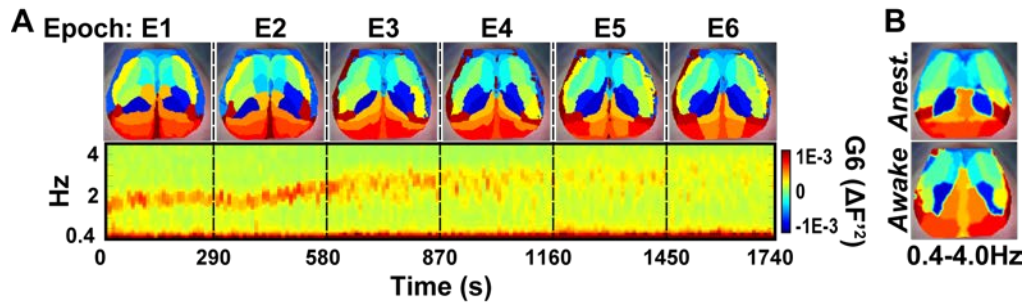 A Epoch: E1 E2 E3 E4 E5 E6 B
Anest.
Awake
4
2
0.4
Hz
1E-3
0
-1E-3
G6 (ΔF'²)
0 290 580 870 1160 1450 1740
Time (s)
0.4-4.0Hz